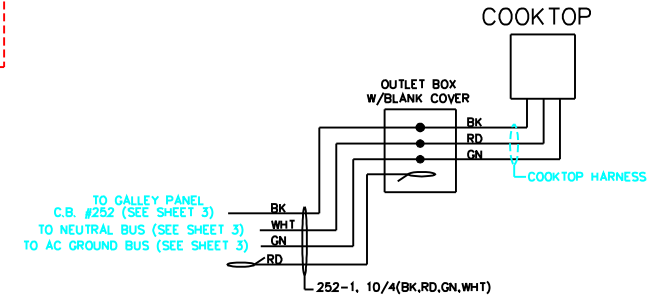 COOKTOP
OUTLET BOX
W/BLANK COVER
BK
RD
GN
COOKTOP HARNESS
TO GALLEY PANEL
C.B. #252 (SEE SHEET 3)
BK
TO NEUTRAL BUS (SEE SHEET 3)
WHT
TO AC GROUND BUS (SEE SHEET 3)
GN
RD
252-1, 10/4(BK,RD,GN,WHT)